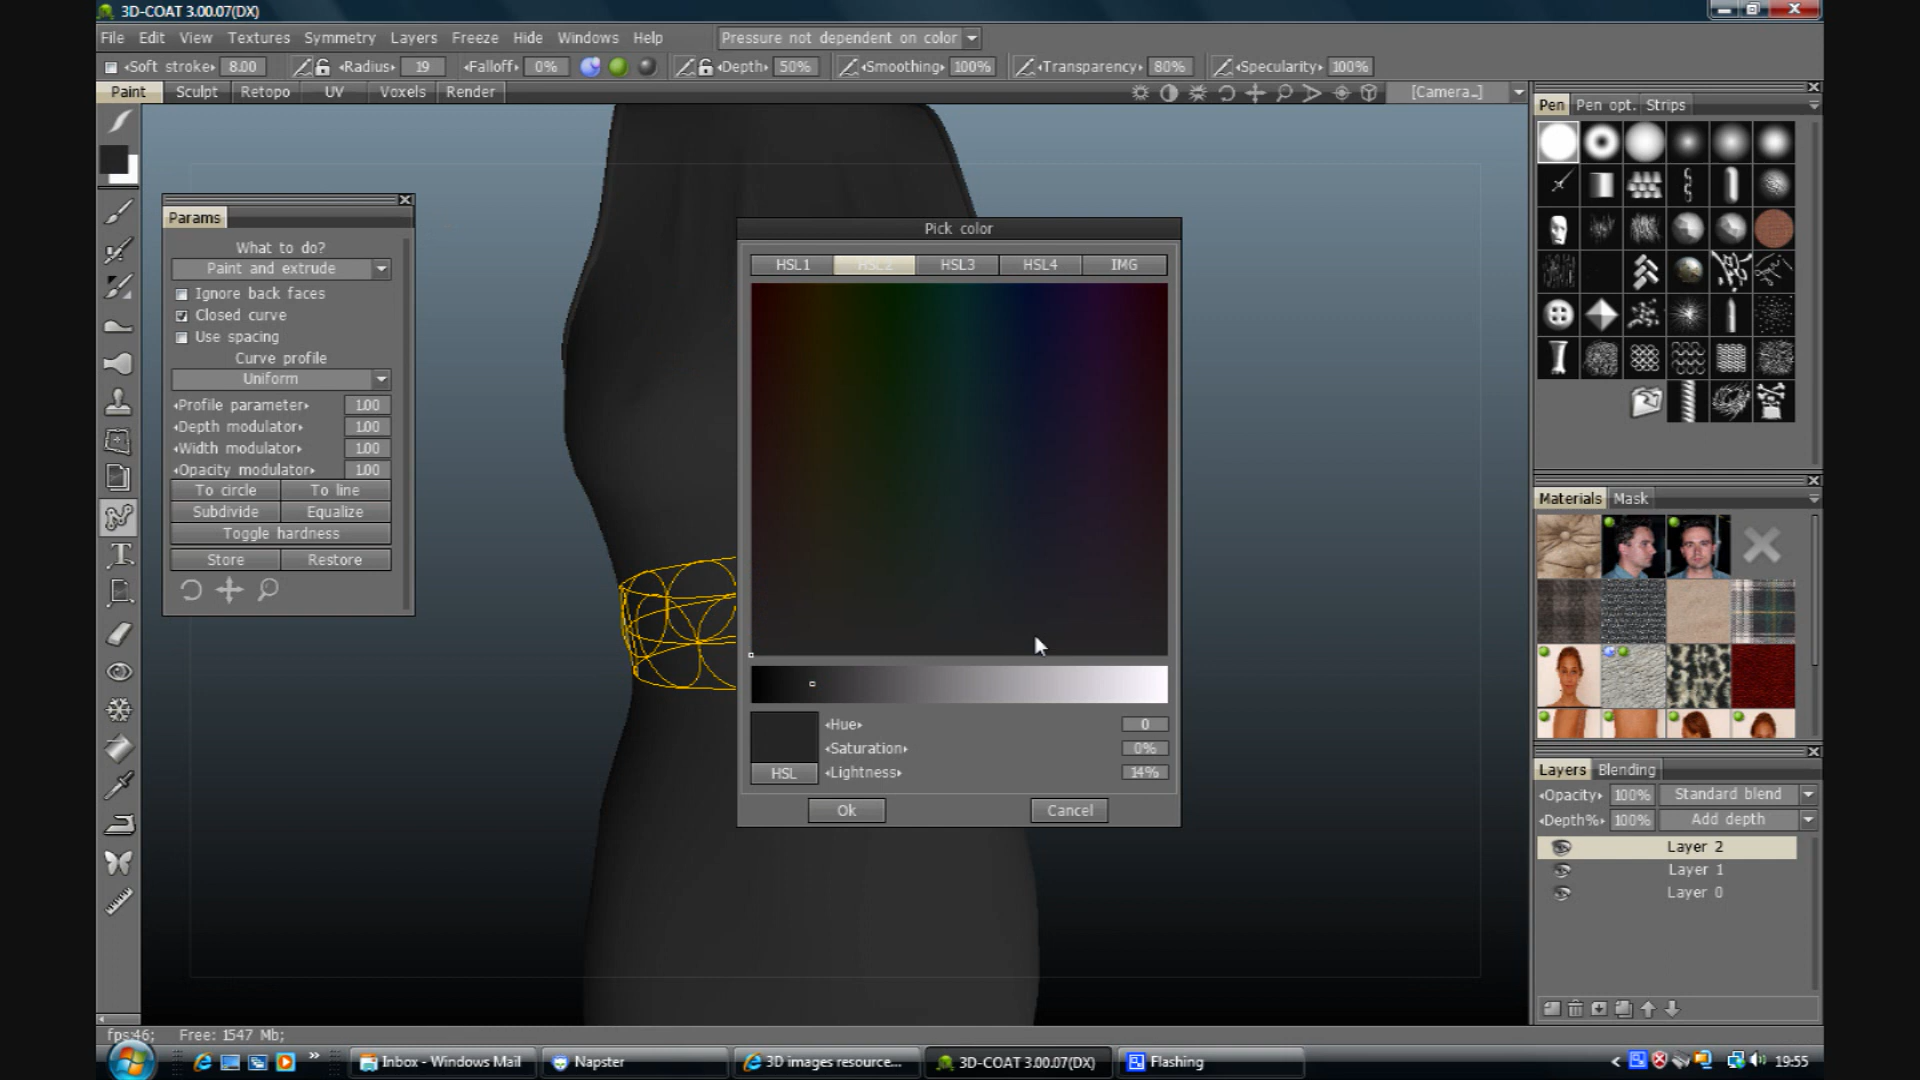 3D-COAT 3.00.07(DX)
File Edit View Textures Symmetry Layers Freeze Hide Windows Help Pressure not dependent on color
Soft stroke 8.00 Radius 19 Falloff 0% Depth 50% Smoothing 100% Transparency 80% Specularity 100%
Paint Sculpt Retopo UV Voxels Render [Camera..]
Params
What to do?
Paint and extrude
Ignore back faces
Closed curve
Use spacing
Curve profile
Uniform
Profile parameter 1.00
Depth modulator 1.00
Width modulator 1.00
Opacity modulator 1.00
To circle To line
Subdivide Equalize
Toggle hardness
Store Restore
Pick color
HSL1 HSL2 HSL3 HSL4 IMG
Hue 0
Saturation 0%
HSL Lightness 14%
Ok Cancel
Pen Pen opt. Strips
Materials Mask
Layers Blending
Opacity 100% Standard blend
Depth% 100% Add depth
Layer 2
Layer 1
Layer 0
fps:46; Free: 1547 Mb;
Inbox - Windows Mail Napster 3D images resource... 3D-COAT 3.00.07(DX) Flashing 19:55